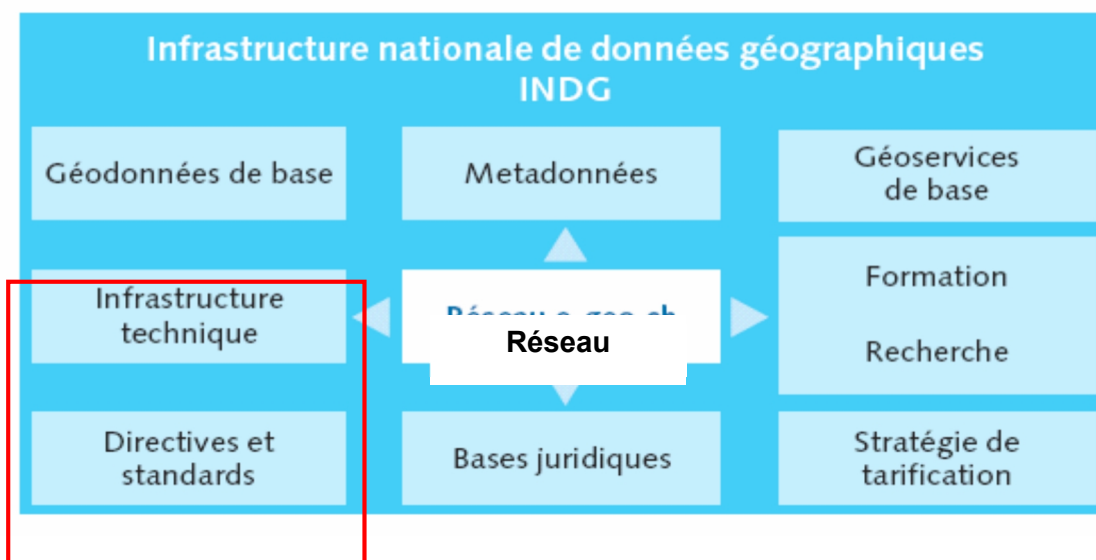 Infrastructure nationale de données géographiques
INDG
Géodonnées de base
Metadonnées
Géoservices
de base
Infrastructure
technique
Réseau
Formation
Recherche
Directives et
standards
Bases juridiques
Stratégie de
tarification